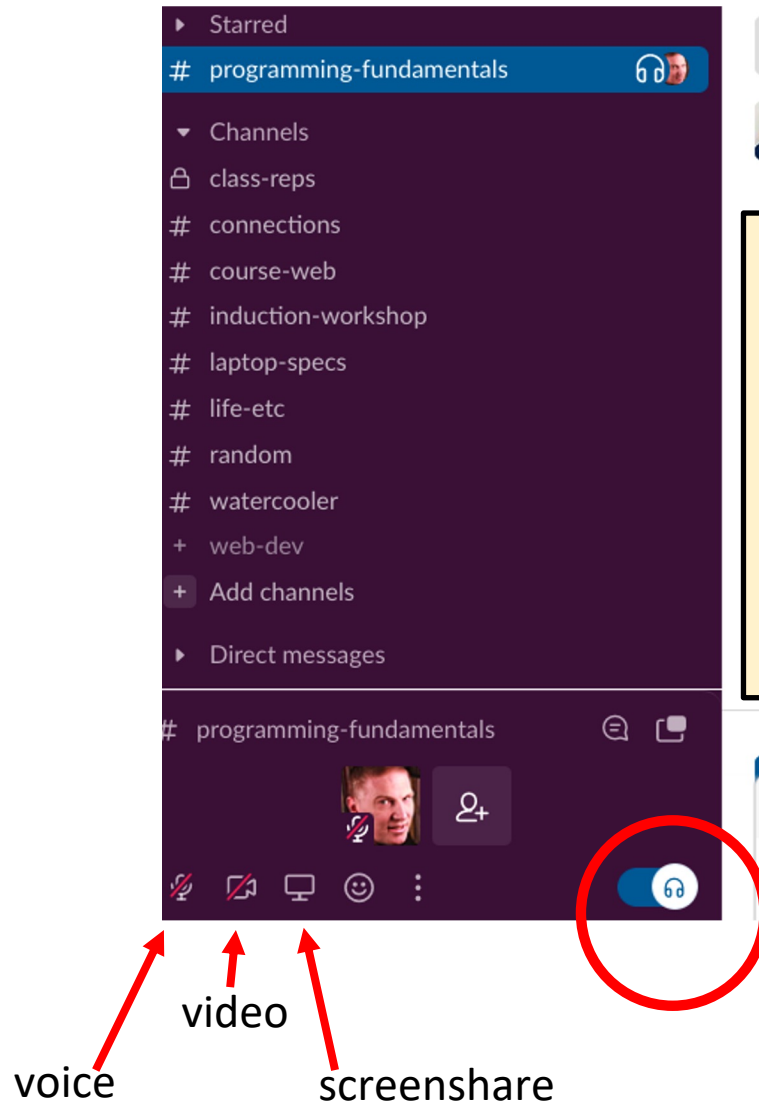 Starred
# programming-fundamentals
Channels
class-reps
# connections
# course-web
# induction-workshop
# laptop-specs
# life-etc
# random
# watercooler
+ web-dev
+ Add channels
Direct messages
# programming-fundamentals
video
voice
screenshare